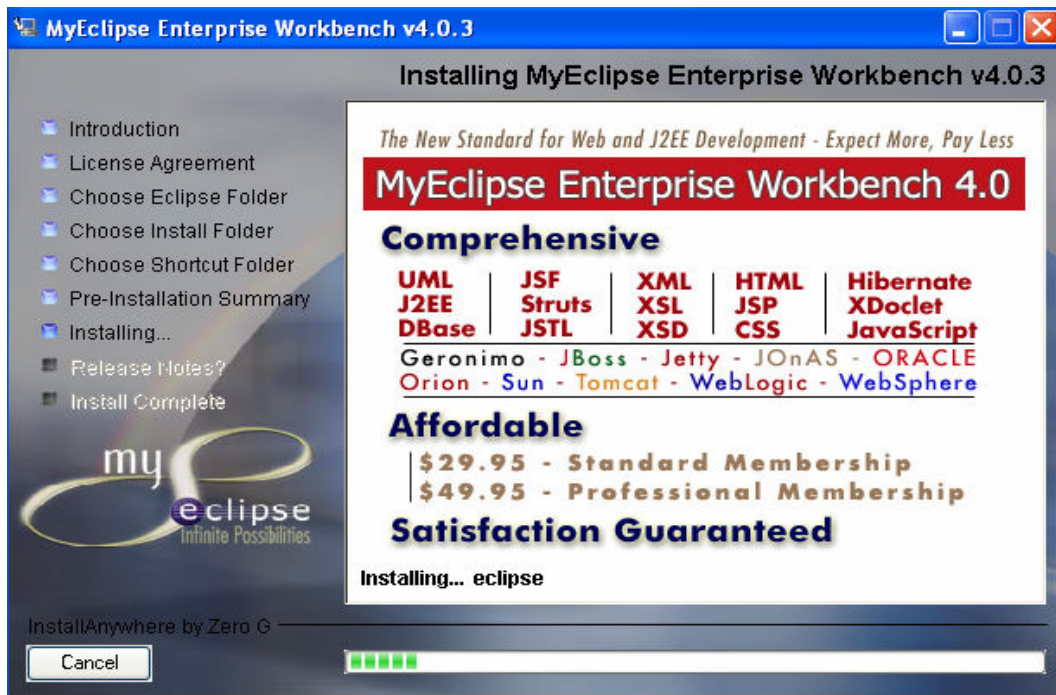 MyEclipse Enterprise Workbench v4.0.3
Installing MyEclipse Enterprise Workbench v4.0.3
Introduction
License Agreement
Choose Eclipse Folder
Choose Install Folder
Choose Shortcut Folder
Pre-Installation Summary
Installing...
Release Notes?
Install Complete
my
eclipse
Infinite Possibilities
The New Standard for Web and J2EE Development - Expect More, Pay Less
MyEclipse Enterprise Workbench 4.0
Comprehensive
UML JSF XML HTML Hibernate
J2EE Struts XSL JSP XDoclet
DBase JSTL XSD CSS JavaScript
Geronimo - JBoss - Jetty - JOnAS - ORACLE
Orion - Sun - Tomcat - WebLogic - WebSphere
Affordable
$29.95 - Standard Membership
$49.95 - Professional Membership
Satisfaction Guaranteed
Installing... eclipse
InstallAnywhere by Zero G
Cancel